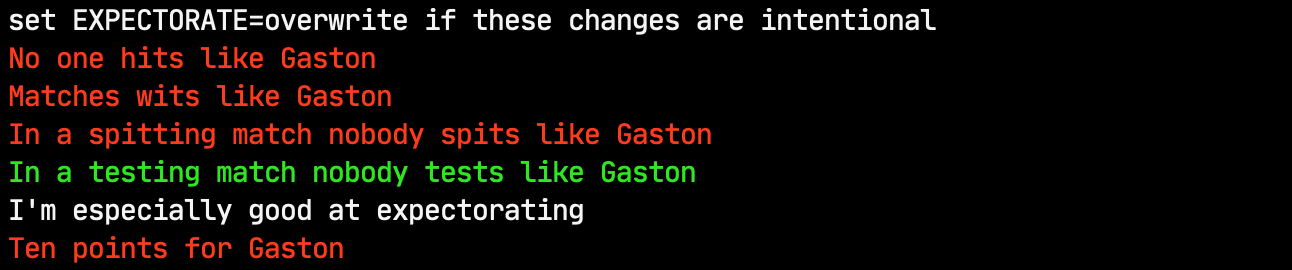 set EXPECTORATE=overwrite if these changes are intentional
No one hits like Gaston
Matches wits like Gaston
In a spitting match nobody spits like Gaston
In a testing match nobody tests like Gaston
I'm especially good at expectorating
Ten points for Gaston